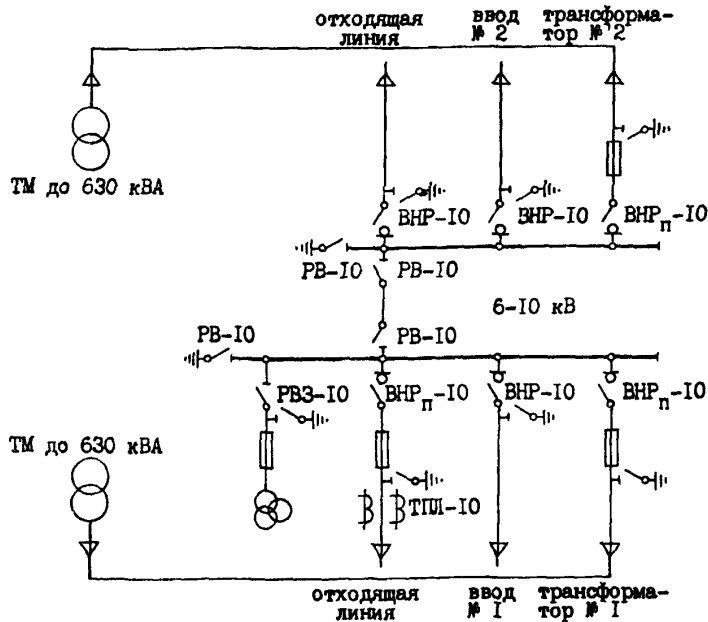 отходящая линия
ввод № 2
трансформа-
тор № 2
ТМ до 630 кВА
ВНР-10
ВНР-10
ВНРп-10
РВ-10
РВ-10
6-10 кВ
РВ-10
РВ-10
РВЗ-10
ВНРп-10
ВНР-10
ВНРп-10
ТМ до 630 кВА
ТПЛ-10
отходящая линия
ввод № 1
трансформа-
тор № 1